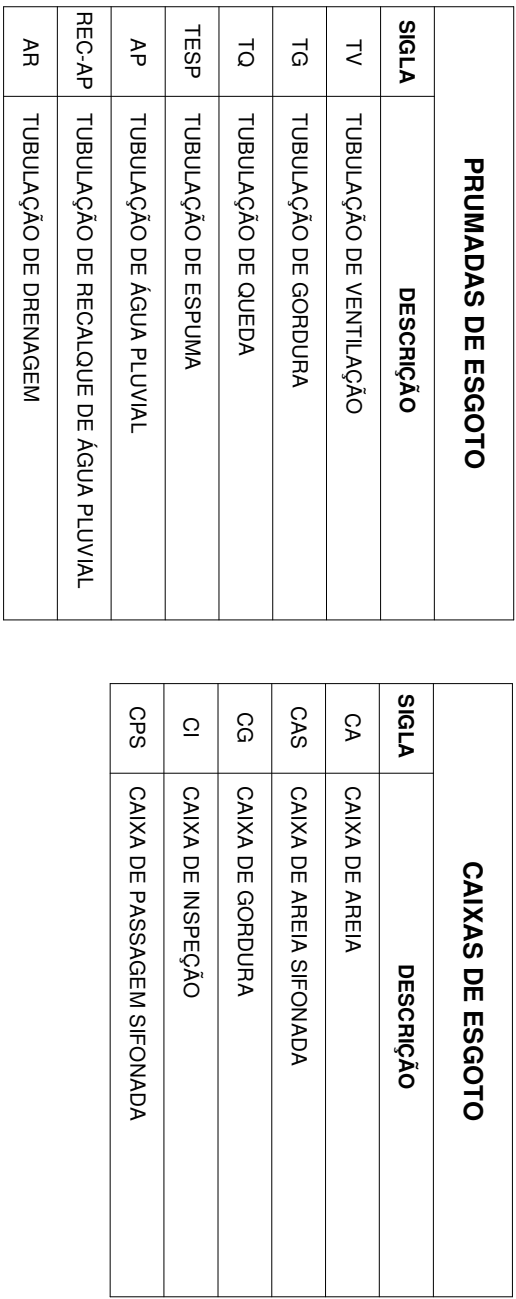 PRUMADAS DE ESGOTO
SIGLA DESCRIÇÃO
TV TUBULAÇÃO DE VENTILAÇÃO
TG TUBULAÇÃO DE GORDURA
TQ TUBULAÇÃO DE QUEDA
TESP TUBULAÇÃO DE ESPUMA
AP TUBULAÇÃO DE ÁGUA PLUVIAL
REC-AP TUBULAÇÃO DE RECALQUE DE ÁGUA PLUVIAL
AR TUBULAÇÃO DE DRENAGEM
CAIXAS DE ESGOTO
SIGLA DESCRIÇÃO
CA CAIXA DE AREIA
CAS CAIXA DE AREIA SIFONADA
CG CAIXA DE GORDURA
CI CAIXA DE INSPEÇÃO
CPS CAIXA DE PASSAGEM SIFONADA